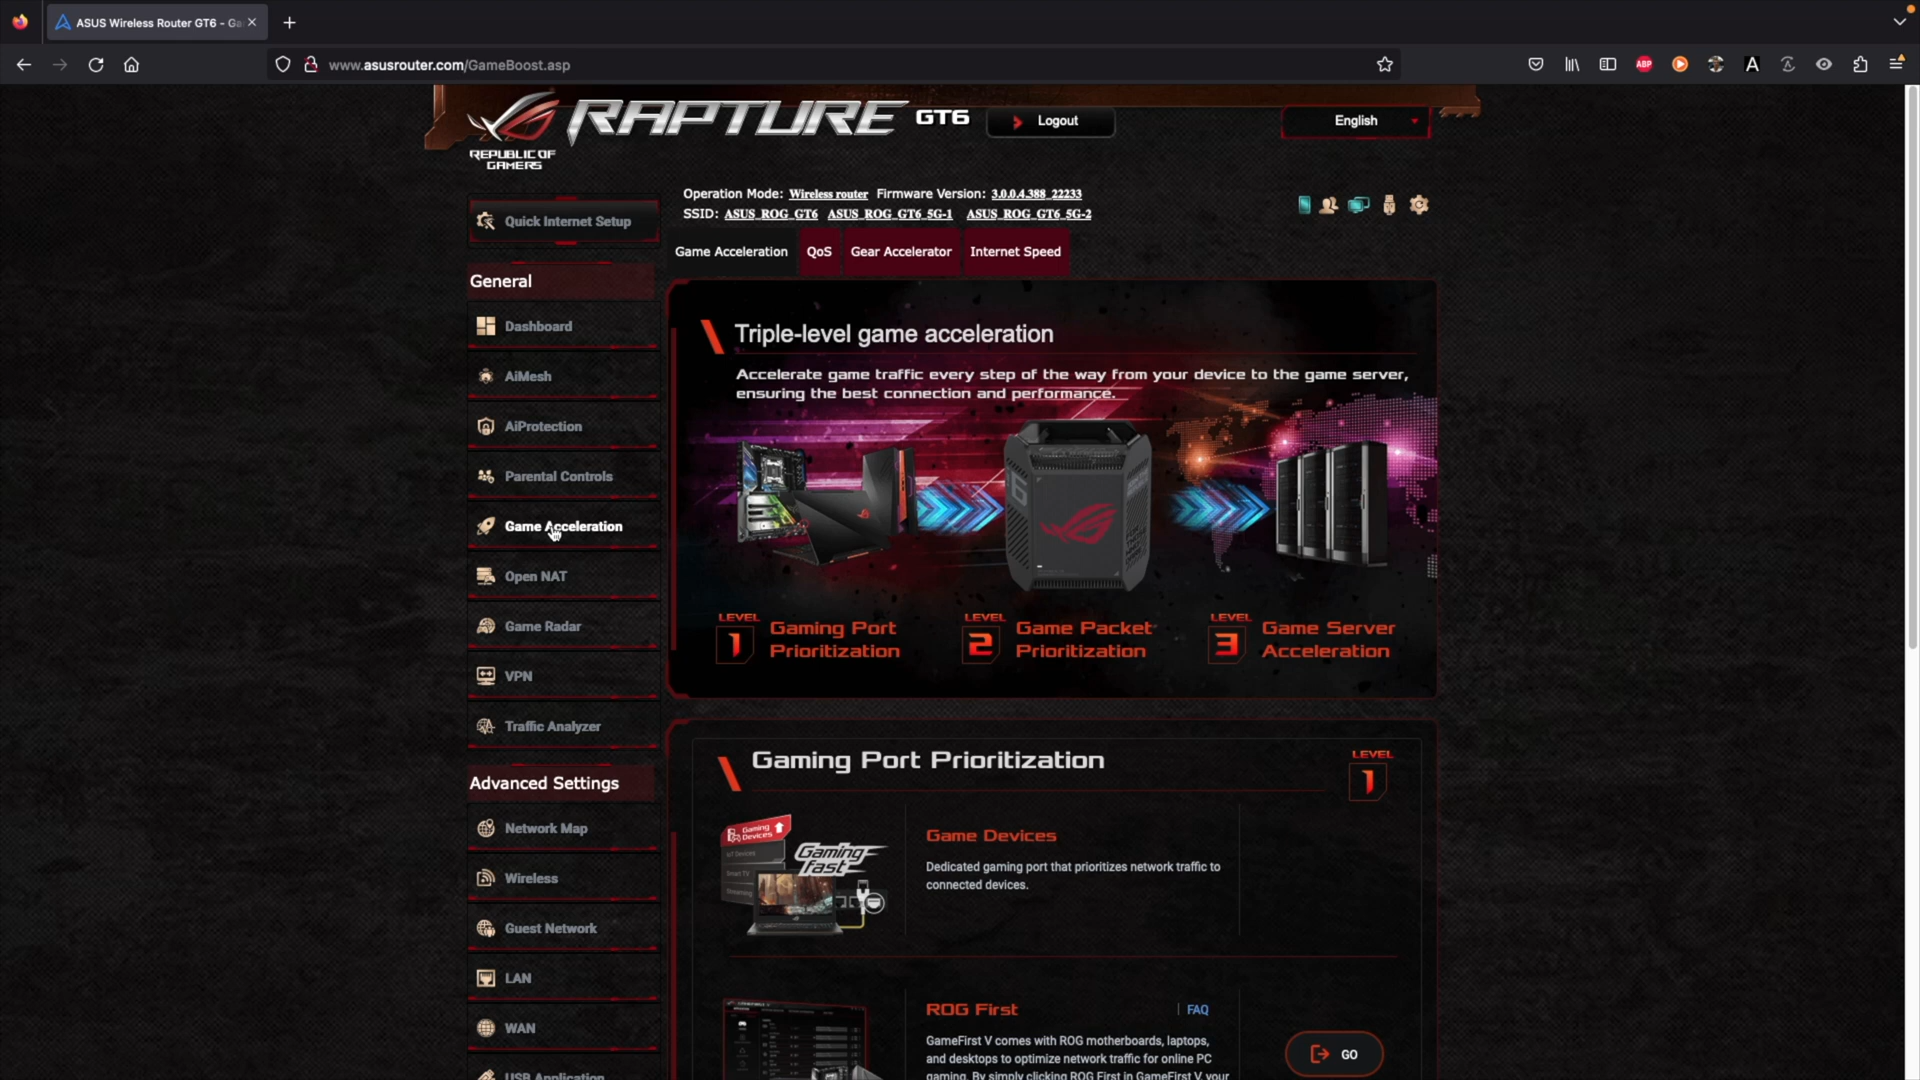 ASUS Wireless Router GT6 - Ga
www.asusrouter.com/GameBoost.asp
ABP
A
REPUBLIC OF
GAMERS
RAPTURE GT6
Logout
English
Operation Mode: Wireless router Firmware Version: 3.0.0.4.388_22233
SSID: ASUS_ROG_GT6 ASUS_ROG_GT6_5G-1 ASUS_ROG_GT6_5G-2
Quick Internet Setup
Game Acceleration QoS Gear Accelerator Internet Speed
General
Dashboard
AiMesh
AiProtection
Parental Controls
Game Acceleration
Open NAT
Game Radar
VPN
Traffic Analyzer
Advanced Settings
Network Map
Wireless
Guest Network
LAN
WAN
USB Application
Triple-level game acceleration
Accelerate game traffic every step of the way from your device to the game server,
ensuring the best connection and performance.
LEVEL
1
Gaming Port
Prioritization
LEVEL
2
Game Packet
Prioritization
LEVEL
3
Game Server
Acceleration
Gaming Port Prioritization
LEVEL
1
Gaming
Devices
IoT Devices
Smart TV
Streaming
Gaming
fast
Game Devices
Dedicated gaming port that prioritizes network traffic to
connected devices.
ROG First
FAQ
GameFirst V comes with ROG motherboards, laptops,
and desktops to optimize network traffic for online PC
gaming. By simply clicking ROG First in GameFirst V, your
GO